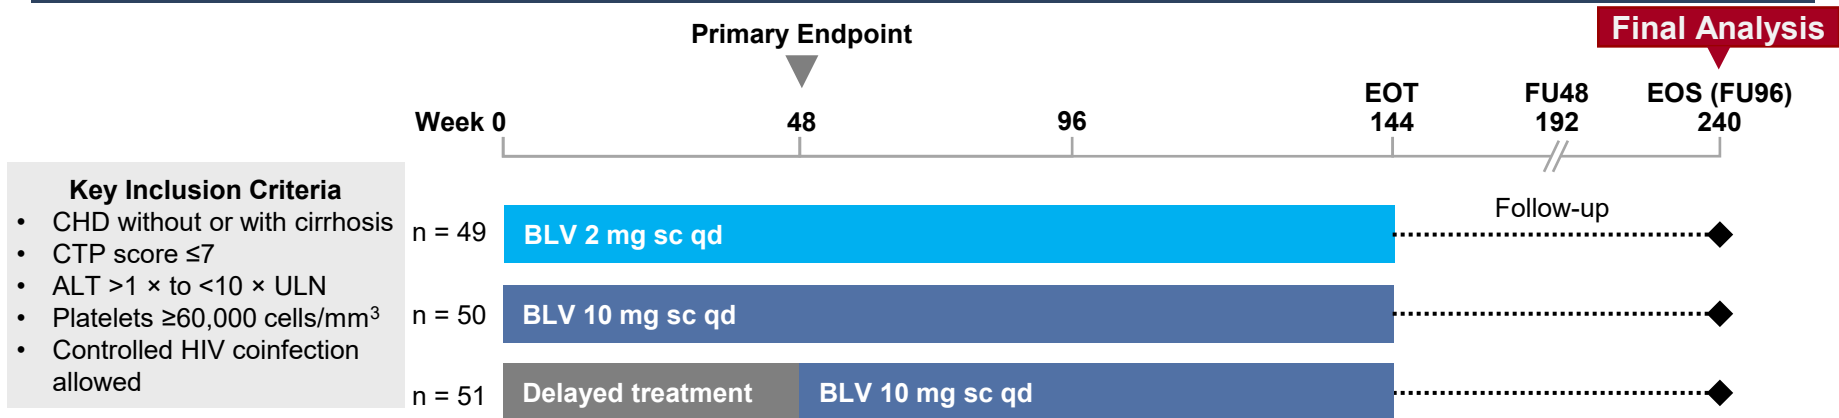 Final Analysis
Primary Endpoint
EOT FU48 EOS (FU96)
Week 0 48 96 144 192 240
Key Inclusion Criteria
• CHD without or with cirrhosis
• CTP score ≤7
• ALT >1 × to <10 × ULN
• Platelets ≥60,000 cells/mm³
• Controlled HIV coinfection
allowed
Follow-up
n = 49 BLV 2 mg sc qd
n = 50 BLV 10 mg sc qd
n = 51 Delayed treatment BLV 10 mg sc qd